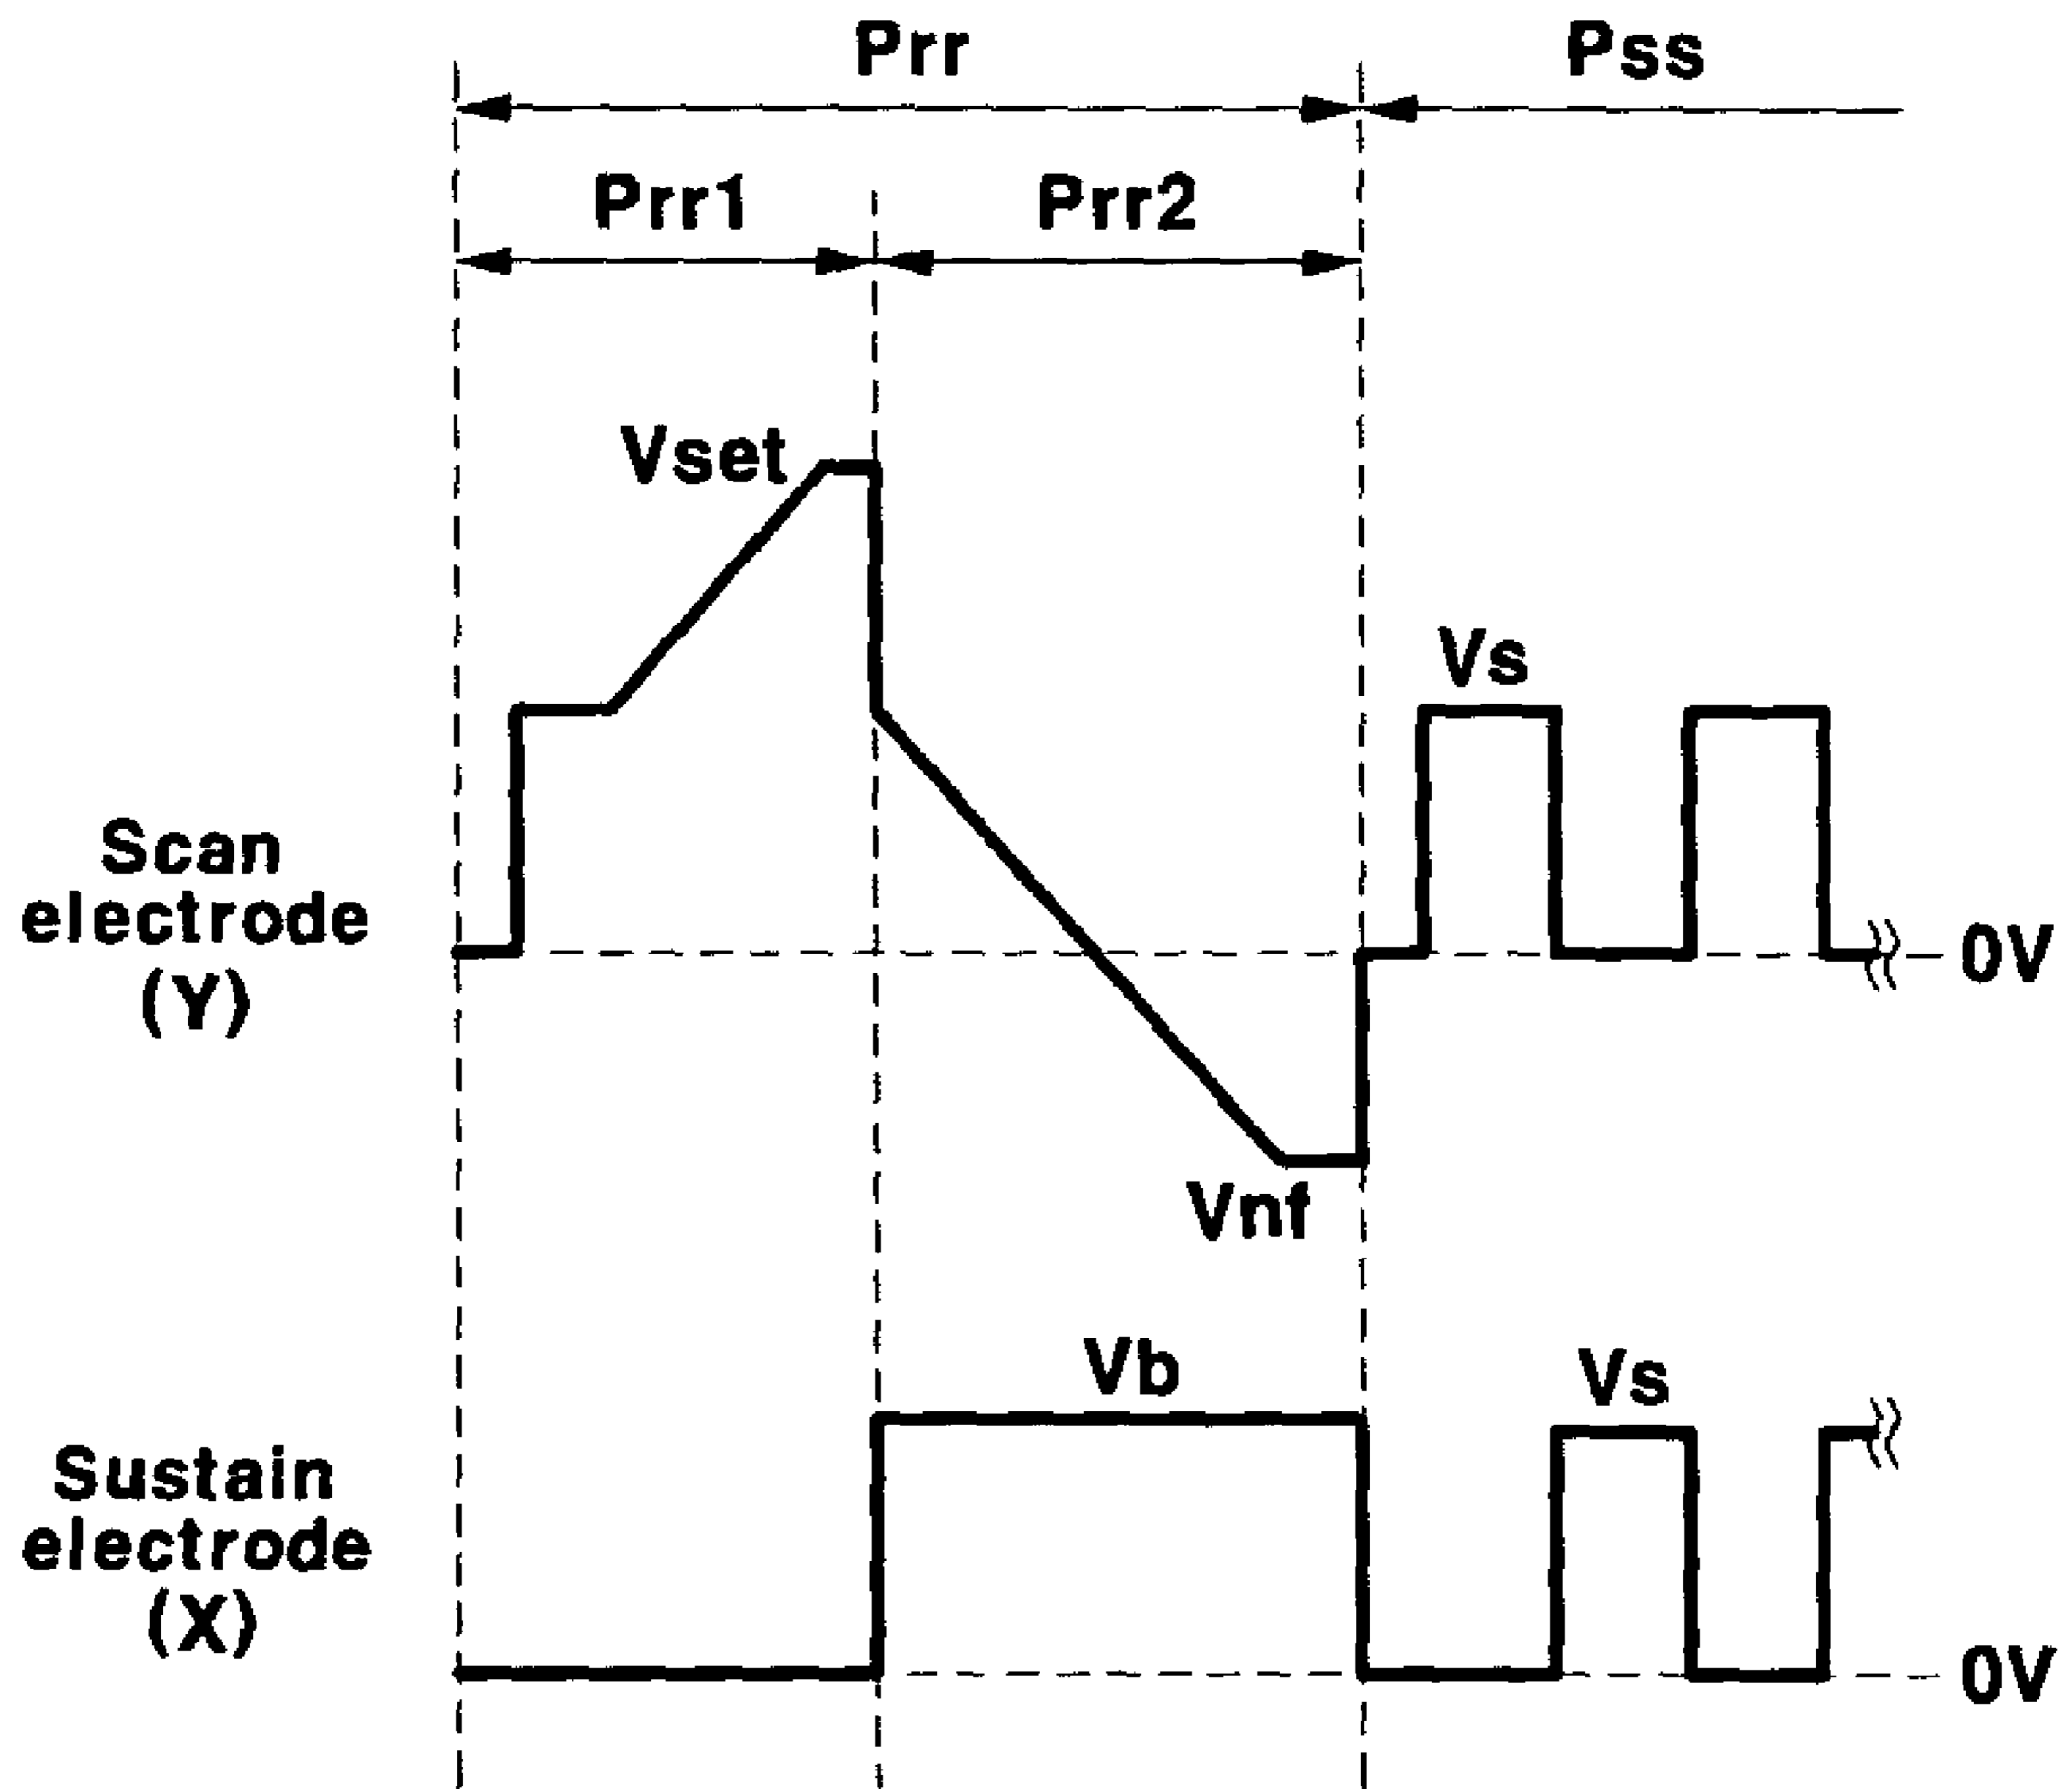 Prr
Pss
Prr1
Prr2
Vset
Vs
Scan
electrode
(Y)
0V
Vnf
Vb
Vs
Sustain
electrode
(X)
0V